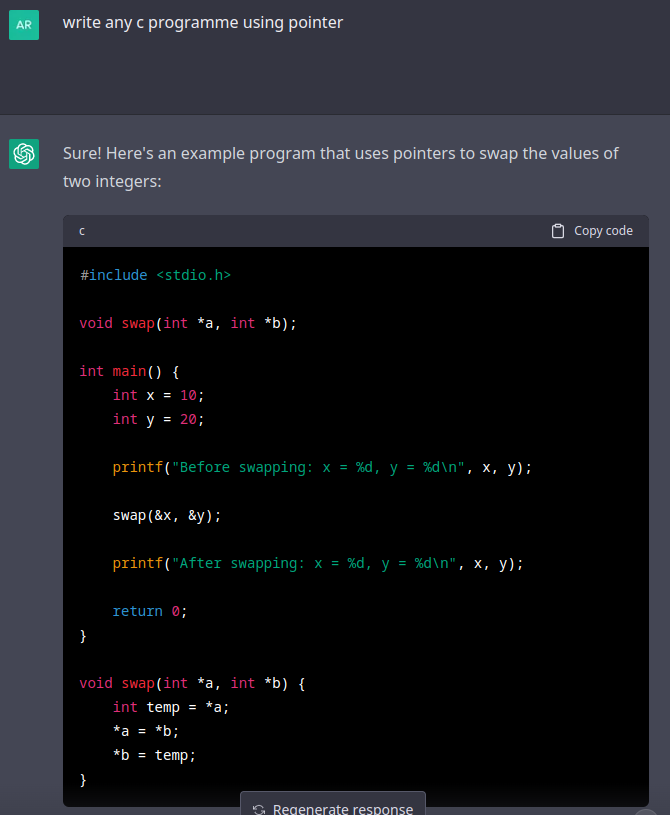 AR
write any c programme using pointer
Sure! Here's an example program that uses pointers to swap the values of
two integers:
c
Copy code
#include <stdio.h>
void swap(int *a, int *b);
int main() {
    int x = 10;
    int y = 20;
    printf("Before swapping: x = %d, y = %d\n", x, y);
    swap(&x, &y);
    printf("After swapping: x = %d, y = %d\n", x, y);
    return 0;
}
void swap(int *a, int *b) {
    int temp = *a;
    *a = *b;
    *b = temp;
}
Regenerate response